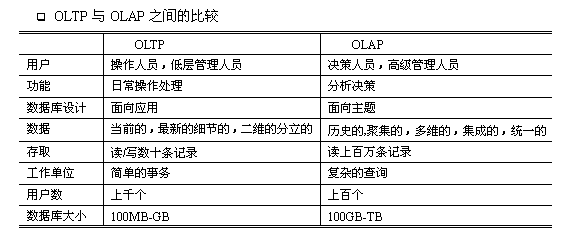 ❑ OLTP 与 OLAP 之间的比较
OLTP OLAP
用户 操作人员,低层管理人员 决策人员,高级管理人员
功能 日常操作处理 分析决策
数据库设计 面向应用 面向主题
数据 当前的,最新的细节的,二维的分立的 历史的,聚集的,多维的,集成的,统一的
存取 读/写数十条记录 读上百万条记录
工作单位 简单的事务 复杂的查询
用户数 上千个 上百个
数据库大小 100MB-GB 100GB-TB